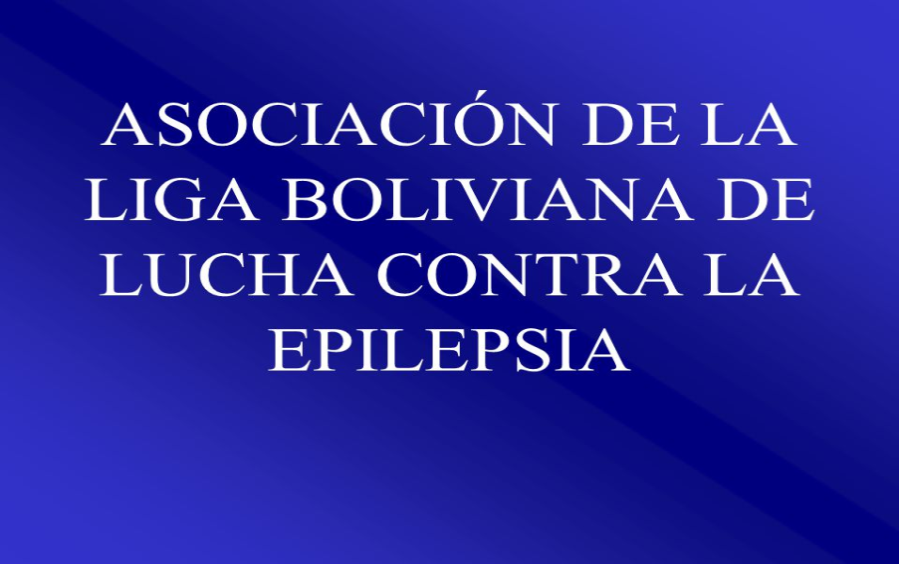 ASOCIACIÓN DE LA
LIGA BOLIVIANA DE
LUCHA CONTRA LA
EPILEPSIA